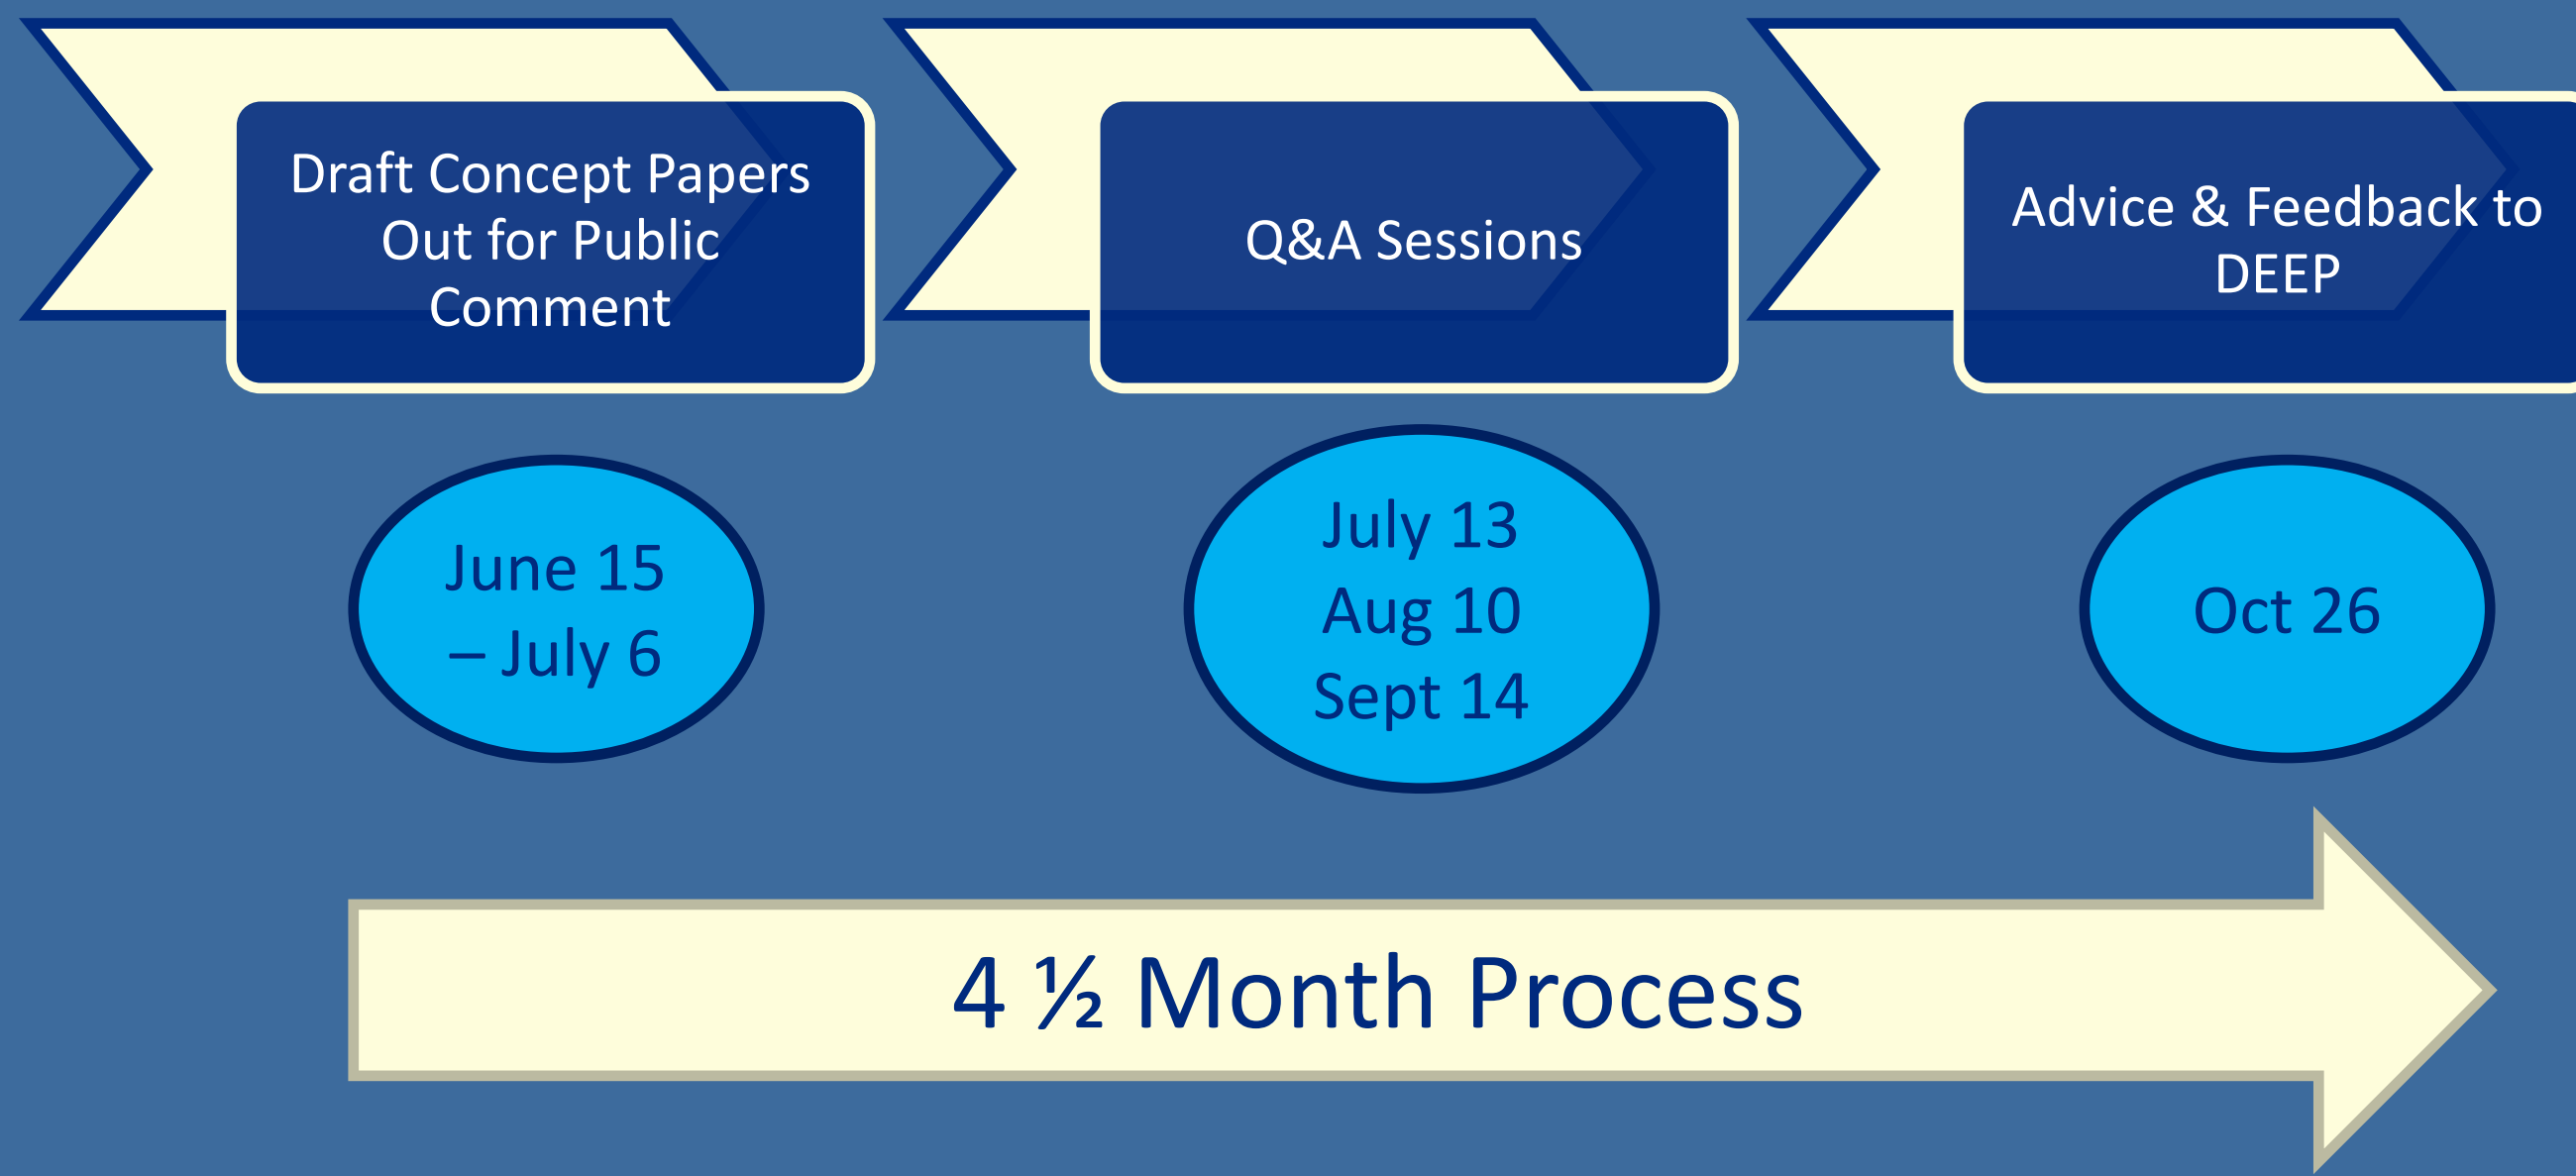 Draft Concept Papers
Out for Public
Comment
Q&A Sessions
Advice & Feedback to
DEEP
June 15
– July 6
July 13
Aug 10
Sept 14
Oct 26
4 ½ Month Process